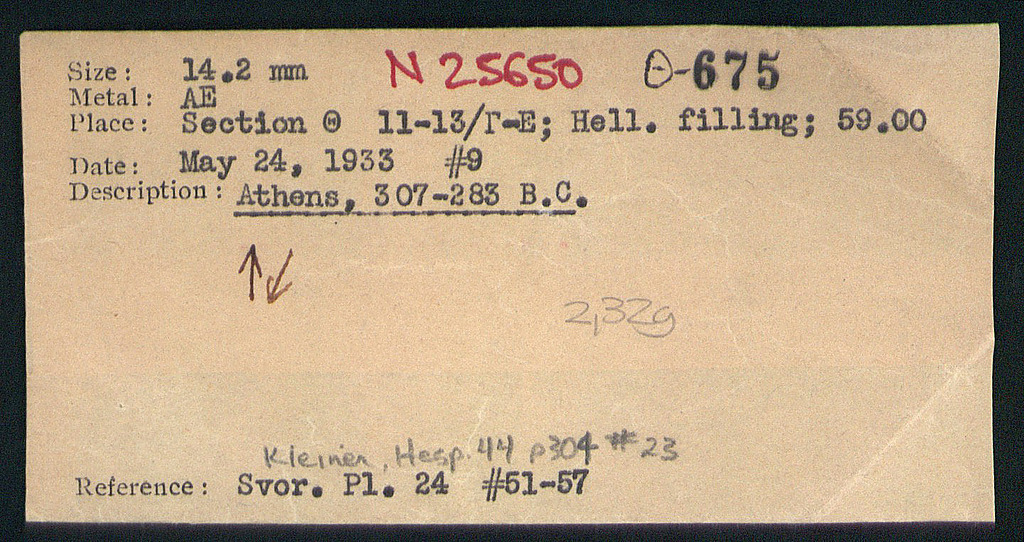 N 25650 Θ-675
Size: 14.2 mm
Metal: AE
Place: Section Θ 11-13/Γ-E; Hell. filling; 59.00
Date: May 24, 1933 #9
Description: Athens, 307-283 B.C.
↑↙
2,32g
Kleiner, Hesp. 44 p304 #23
Reference: Svor. Pl. 24 #51-57